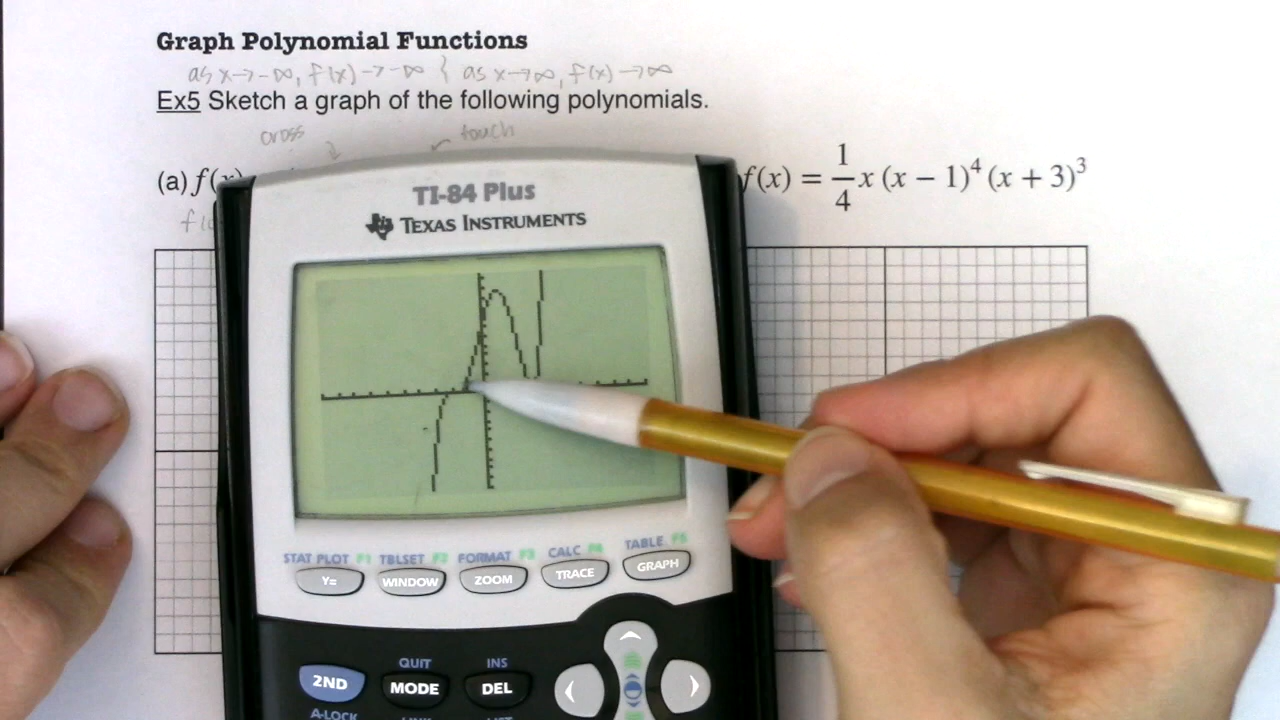 Graph Polynomial Functions
as x→-∞, f(x)→-∞ } as x→∞, f(x)→∞
Ex5 Sketch a graph of the following polynomials.
cross touch
(a) f(x) f(x) = 1/4 x (x − 1)⁴ (x + 3)³
TI-84 Plus
TEXAS INSTRUMENTS
STAT PLOT F1 TBLSET F2 FORMAT F3 CALC F4 TABLE F5
Y= WINDOW ZOOM TRACE GRAPH
QUIT INS
2ND MODE DEL
A-LOCK LINK LIST